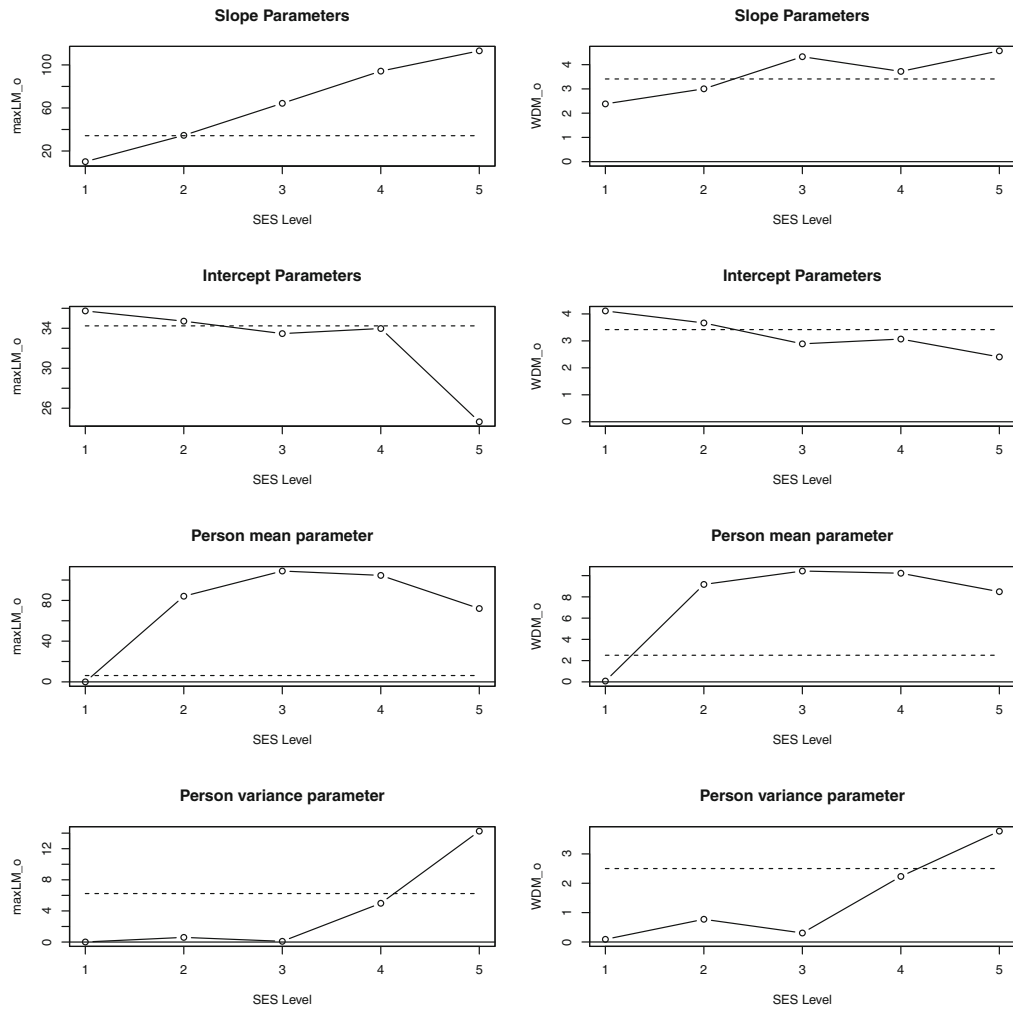 Slope Parameters
maxLM_o
20
60
100
1 2 3 4 5
SES Level
Slope Parameters
WDM_o
0 1 2 3 4
1 2 3 4 5
SES Level
Intercept Parameters
maxLM_o
26 30 34
1 2 3 4 5
SES Level
Intercept Parameters
WDM_o
0 1 2 3 4
1 2 3 4 5
SES Level
Person mean parameter
maxLM_o
0 40 80
1 2 3 4 5
SES Level
Person mean parameter
WDM_o
0 2 4 6 8
1 2 3 4 5
SES Level
Person variance parameter
maxLM_o
0 4 8 12
1 2 3 4 5
SES Level
Person variance parameter
WDM_o
0 1 2 3
1 2 3 4 5
SES Level